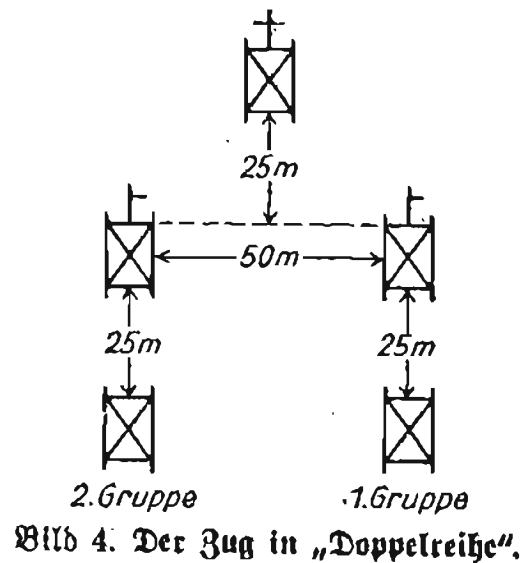 25m
50m
25m 25m
2.Gruppe 1.Gruppe
Bild 4. Der Zug in „Doppelreihe“.